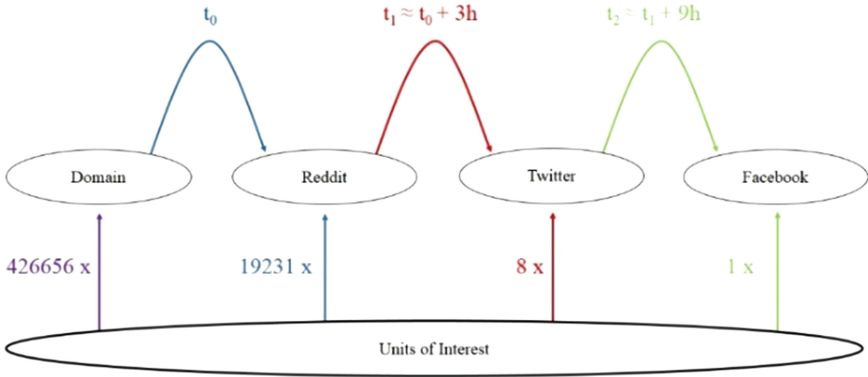 t₀
t₁ ≈ t₀ + 3h
t₂ ≈ t₁ + 9h
Domain
Reddit
Twitter
Facebook
426656 x
19231 x
8 x
1 x
Units of Interest